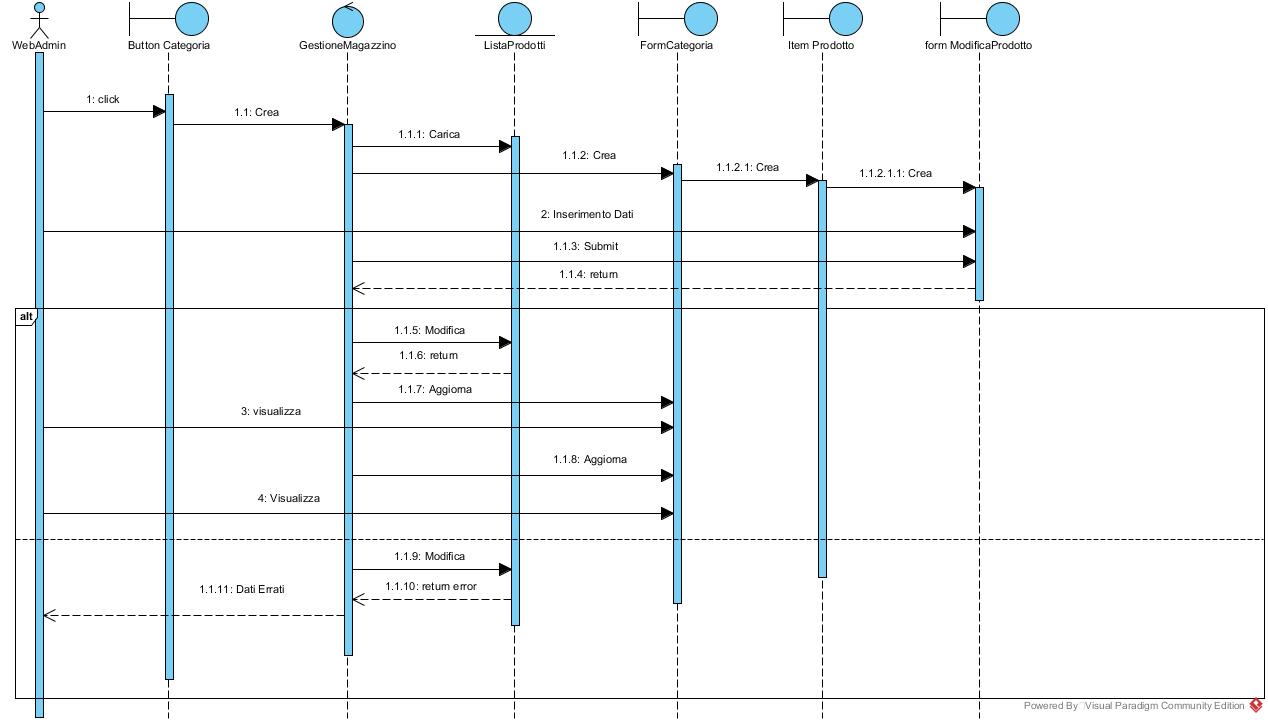 WebAdmin
Button Categoria
GestioneMagazzino
ListaProdotti
FormCategoria
Item Prodotto
form ModificaProdotto
1: click
1.1: Crea
1.1.1: Carica
1.1.2: Crea
1.1.2.1: Crea
1.1.2.1.1: Crea
2: Inserimento Dati
1.1.3: Submit
1.1.4: return
alt
1.1.5: Modifica
1.1.6: return
1.1.7: Aggiorna
3: visualizza
1.1.8: Aggiorna
4: Visualizza
1.1.9: Modifica
1.1.10: return error
1.1.11: Dati Errati
Powered By Visual Paradigm Community Edition